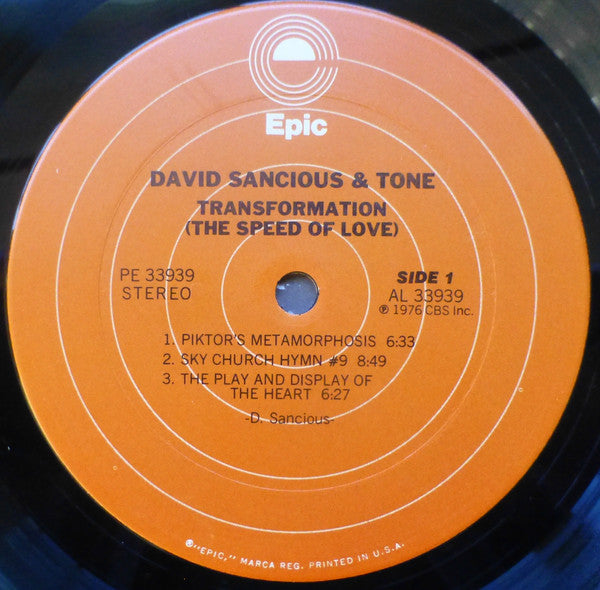 Epic
DAVID SANCIOUS & TONE
TRANSFORMATION
(THE SPEED OF LOVE)
PE 33939
STEREO
SIDE 1
AL 33939
℗ 1976 CBS Inc.
1. PIKTOR'S METAMORPHOSIS 6:33
2. SKY CHURCH HYMN #9 8:49
3. THE PLAY AND DISPLAY OF
THE HEART 6:27
-D. Sancious-
®"EPIC," MARCA REG. PRINTED IN U.S.A.